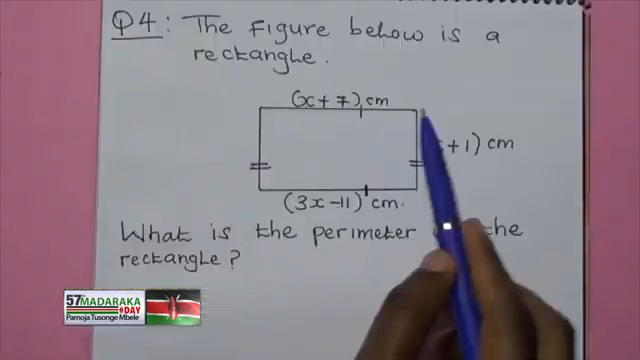 Q4: The Figure below is a
rectangle.
(x+7) cm
+1) cm
(3x-11) cm.
What is the perimeter the
rectangle?
57 MADARAKA
DAY
Pamoja Tusonge Mbele